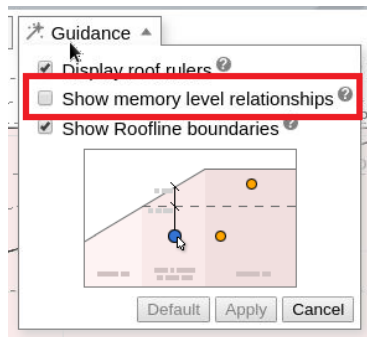 Guidance
Display roof rulers ?
Show memory level relationships ?
Show Roofline boundaries ?
Default Apply Cancel